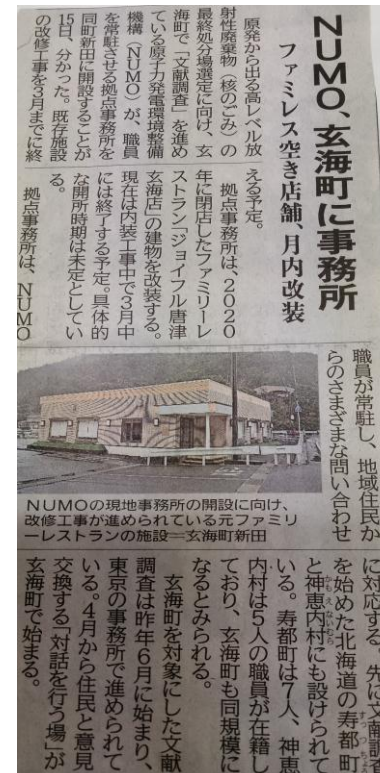 NUMO、玄海町に事務所
ファミレス空き店舗、月内改装
原発から出る高レベル放
射性廃棄物(核のごみ)の
最終処分場選定に向け、玄
海町で「文献調査」を進め
ている原子力発電環境整備
機構(NUMO)が、職員
を常駐させる拠点事務所を
同町新田に開設することが
15日、分かった。既存施設
の改修工事を3月までに終
える予定。
拠点事務所は、2020
年に閉店したファミリーレ
ストラン「ジョイフル唐津
玄海店」の建物を改装する。
現在は内装工事中で3月中
には終了する予定。具体的
な開所時期は未定としてい
る。
拠点事務所は、NUMO
職員が常駐し、地域住民か
らのさまざまな問い合わせ
に対応する。先に文献調査
を始めた北海道の寿都町
すっつちょう
と神恵内村にも設けられて
かもえないむら
いる。寿都町は7人、神恵
内村は5人の職員が在籍し
ており、玄海町も同規模に
なるとみられる。
玄海町を対象にした文献
調査は昨年6月に始まり、
東京の事務所で進められて
いる。4月から住民と意見
交換する「対話を行う場」が
玄海町で始まる。
NUMOの現地事務所の開設に向け、
改修工事が進められている元ファミリ
ーレストランの施設=玄海町新田